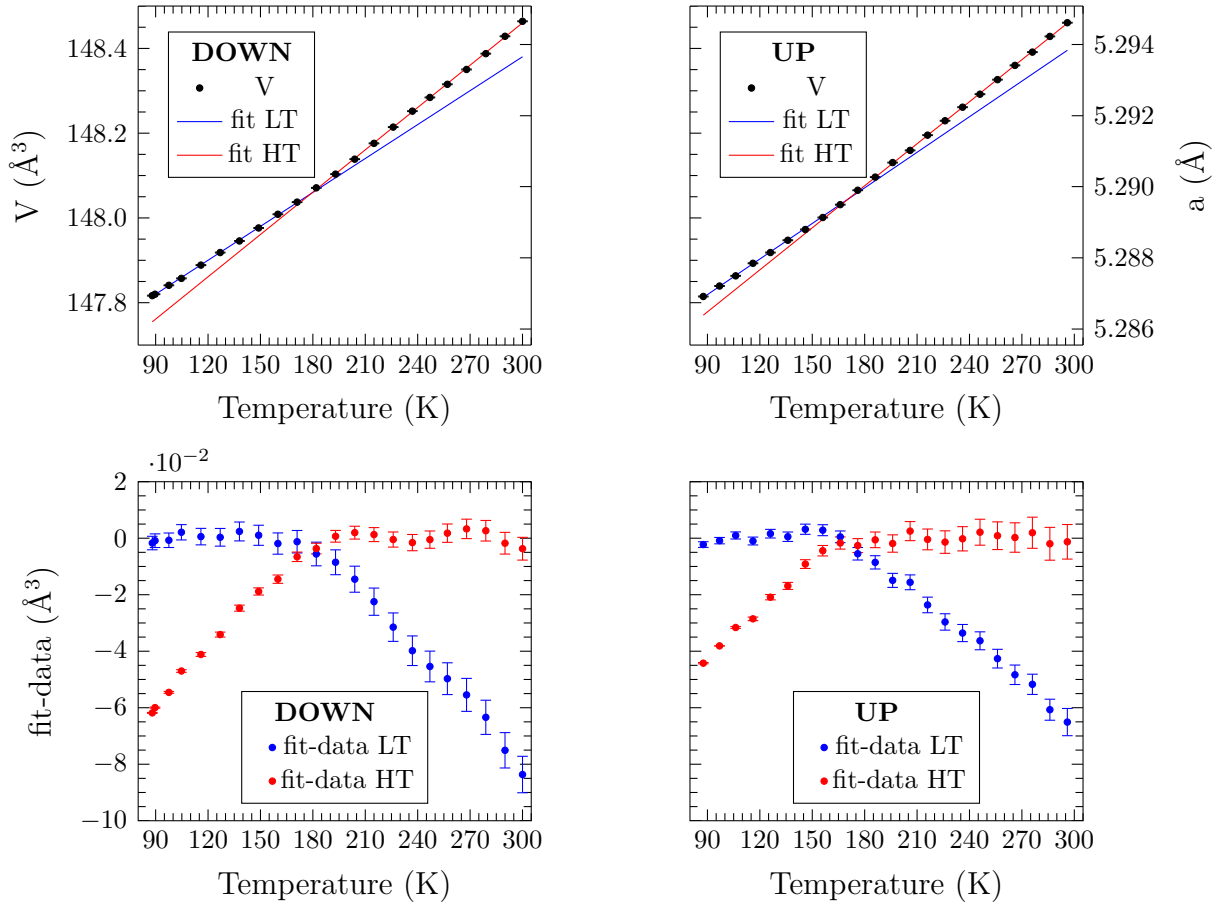 148.4
148.2
148.0
147.8
V (Å³)
DOWN
V
fit LT
fit HT
90 120 150 180 210 240 270 300
Temperature (K)
UP
V
fit LT
fit HT
5.294
5.292
5.290
5.288
5.286
a (Å)
90 120 150 180 210 240 270 300
Temperature (K)
·10⁻²
2
0
−2
−4
−6
−8
−10
fit-data (Å³)
DOWN
fit-data LT
fit-data HT
90 120 150 180 210 240 270 300
Temperature (K)
UP
fit-data LT
fit-data HT
90 120 150 180 210 240 270 300
Temperature (K)